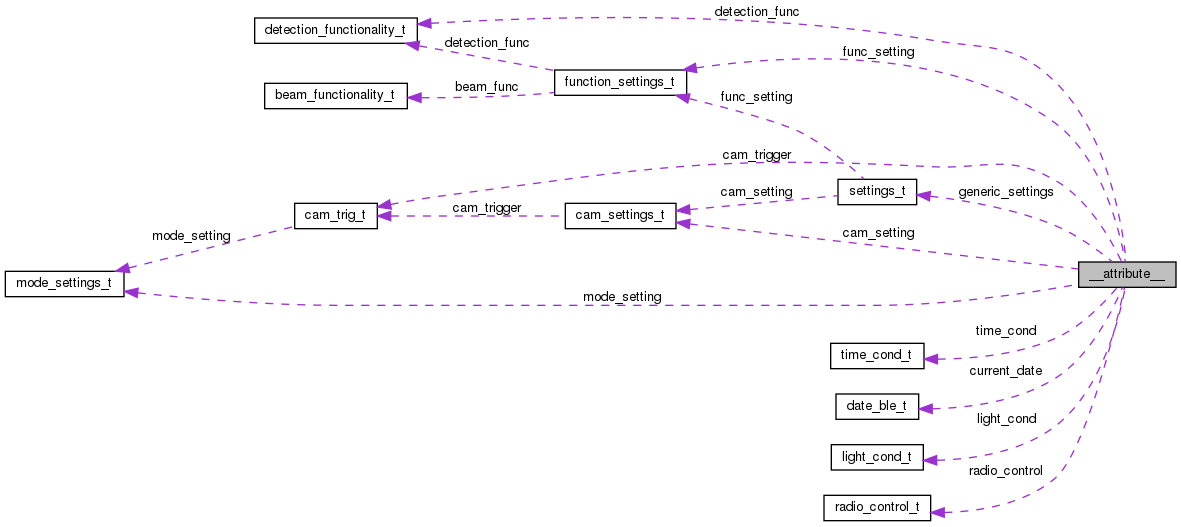 detection_func
detection_functionality_t
detection_func
func_setting
function_settings_t
beam_func
beam_functionality_t
func_setting
cam_trigger
settings_t
generic_settings
cam_setting
cam_trigger
cam_trig_t
cam_settings_t
mode_setting
cam_setting
mode_settings_t
__attribute__
mode_setting
time_cond
time_cond_t
current_date
date_ble_t
light_cond
light_cond_t
radio_control
radio_control_t